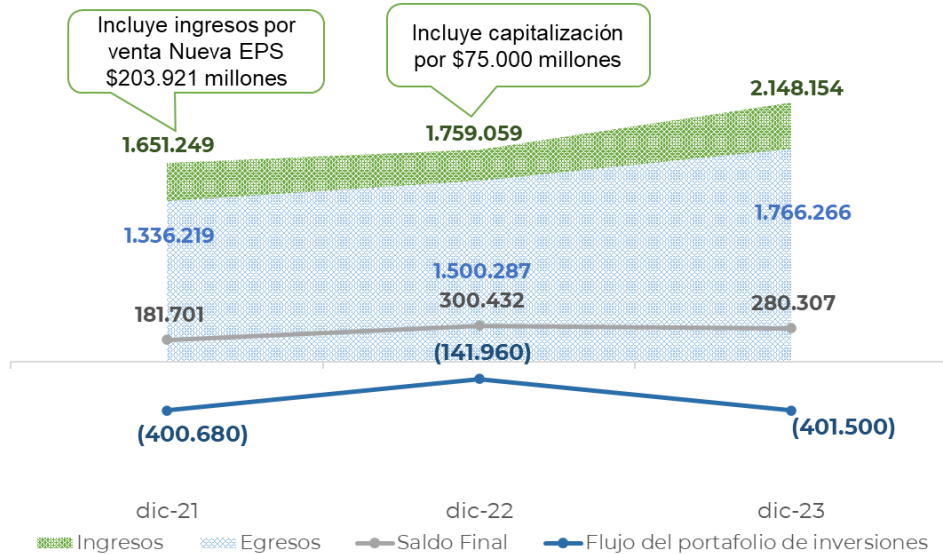 Incluye ingresos por
venta Nueva EPS
$203.921 millones
Incluye capitalización
por $75.000 millones
1.651.249
1.759.059
2.148.154
1.336.219
1.500.287
1.766.266
181.701
300.432
280.307
(400.680)
(141.960)
(401.500)
dic-21
dic-22
dic-23
Ingresos
Egresos
Saldo Final
Flujo del portafolio de inversiones